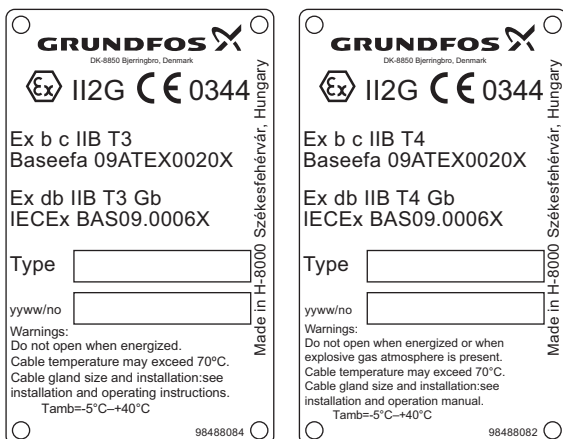 GRUNDFOS
DK-8850 Bjerringbro, Denmark
Ex II2G CE 0344
Ex b c IIB T3
Baseefa 09ATEX0020X
Ex db IIB T3 Gb
IECEx BAS09.0006X
Type
yyww/no
Warnings:
Do not open when energized.
Cable temperature may exceed 70ºC.
Cable gland size and installation:see
installation and operating instructions.
Tamb=-5°C–+40°C
98488084
Made in H-8000 Székesfehérvár, Hungary
GRUNDFOS
DK-8850 Bjerringbro, Denmark
Ex II2G CE 0344
Ex b c IIB T4
Baseefa 09ATEX0020X
Ex db IIB T4 Gb
IECEx BAS09.0006X
Type
yyww/no
Warnings:
Do not open when energized or when
explosive gas atmosphere is present.
Cable temperature may exceed 70°C.
Cable gland size and installation:see
installation and operation manual.
Tamb=-5°C–+40°C
98488082
Made in H-8000 Székesfehérvár, Hungary